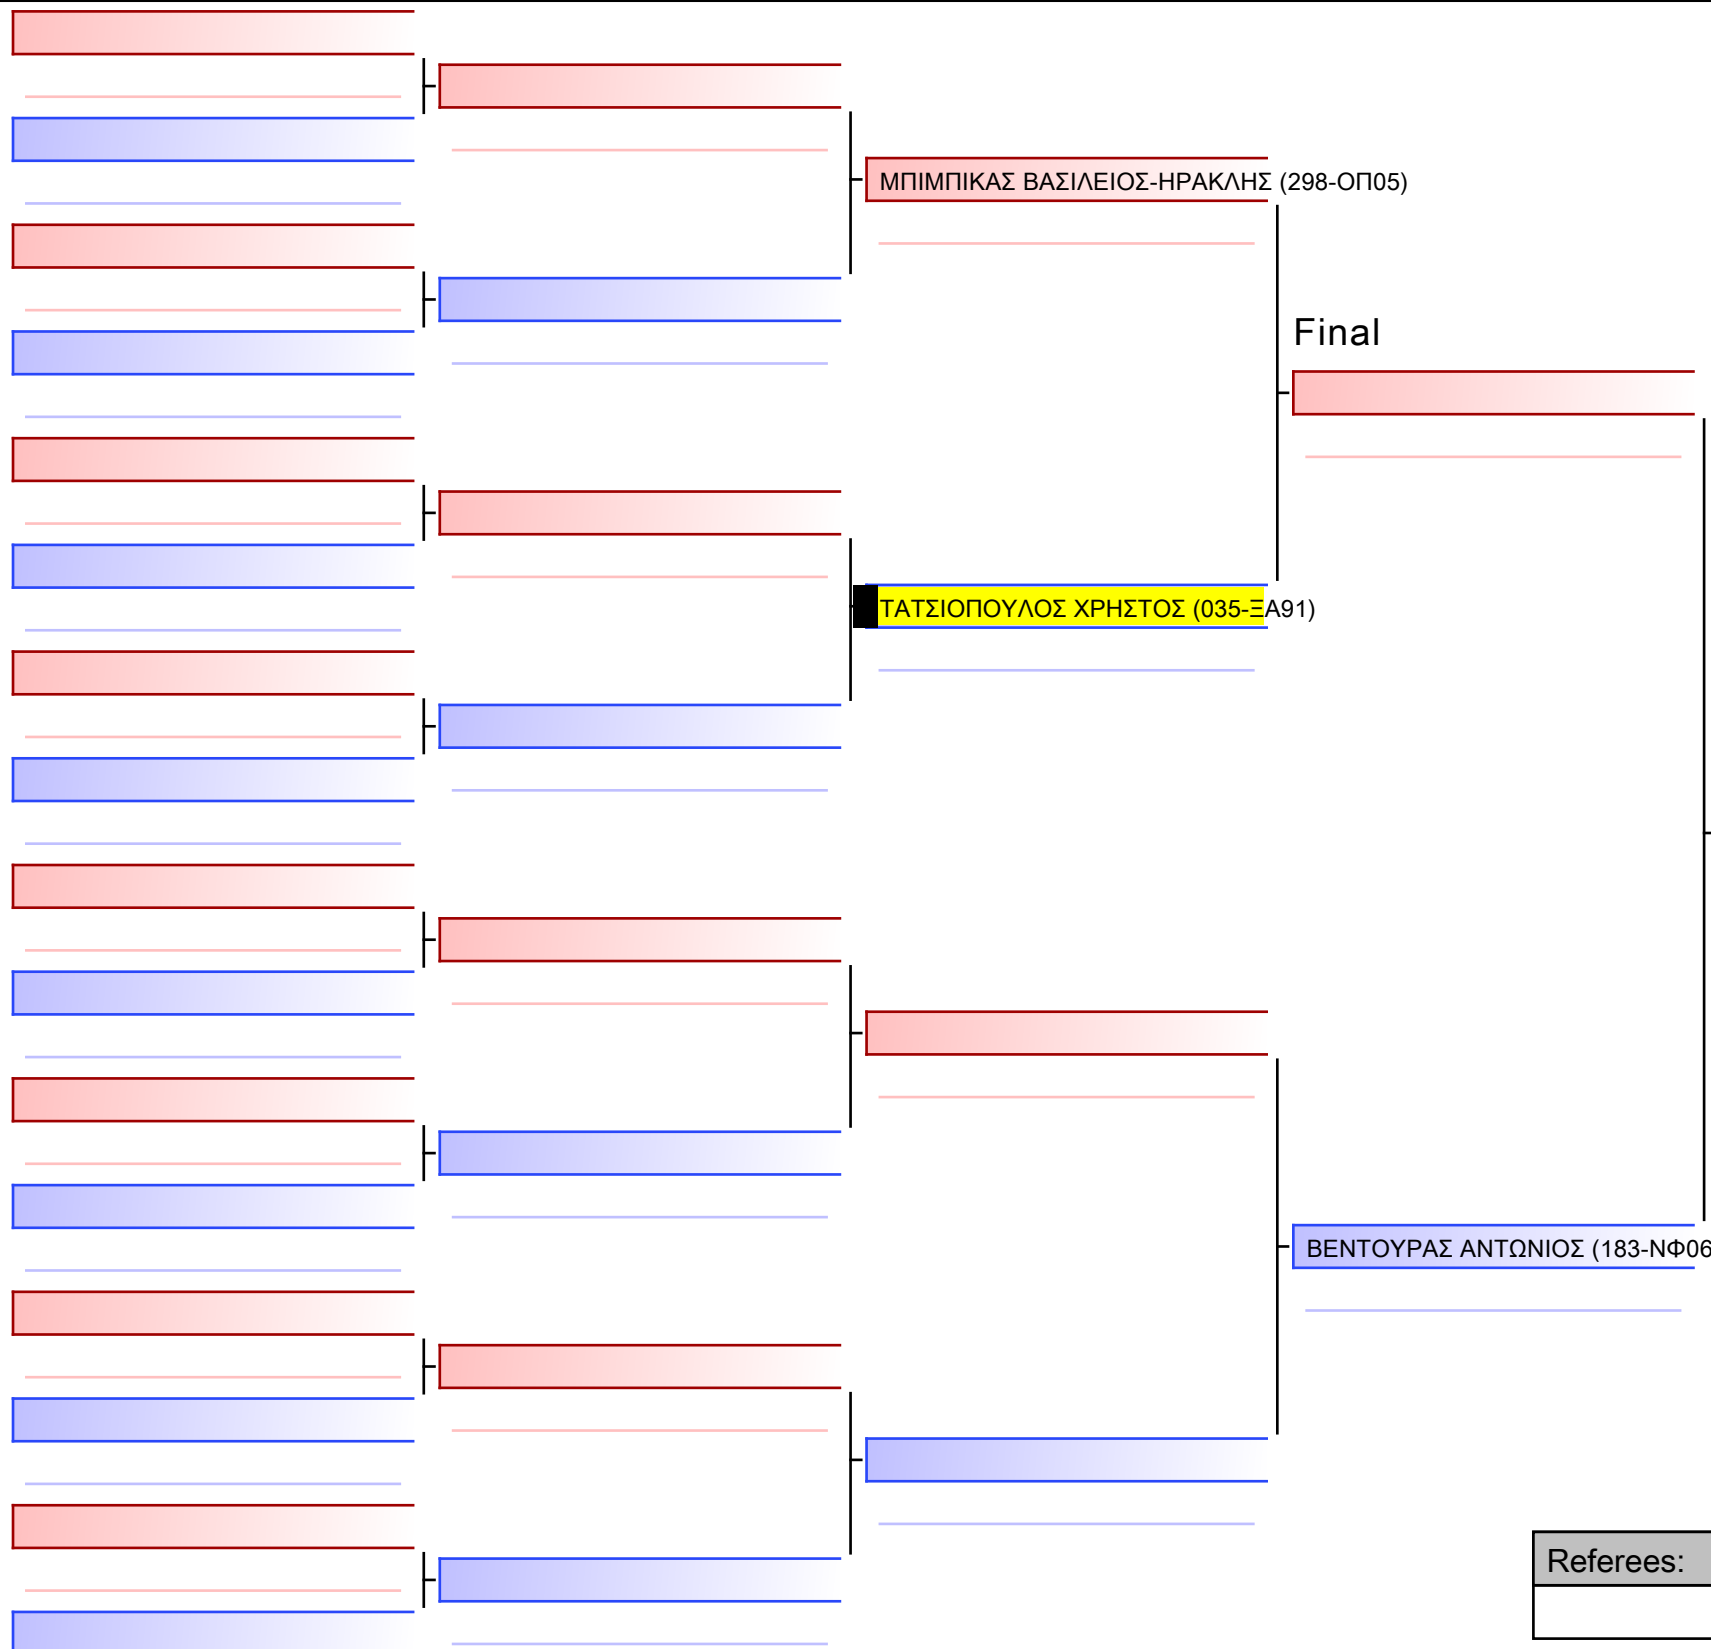 ΜΠΙΜΠΙΚΑΣ ΒΑΣΙΛΕΙΟΣ-ΗΡΑΚΛΗΣ (298-ΟΠ05)
Final
ΤΑΤΣΙΟΠΟΥΛΟΣ ΧΡΗΣΤΟΣ (035-ΞΑ91)
ΒΕΝΤΟΥΡΑΣ ΑΝΤΩΝΙΟΣ (183-ΝΦ06
Referees: